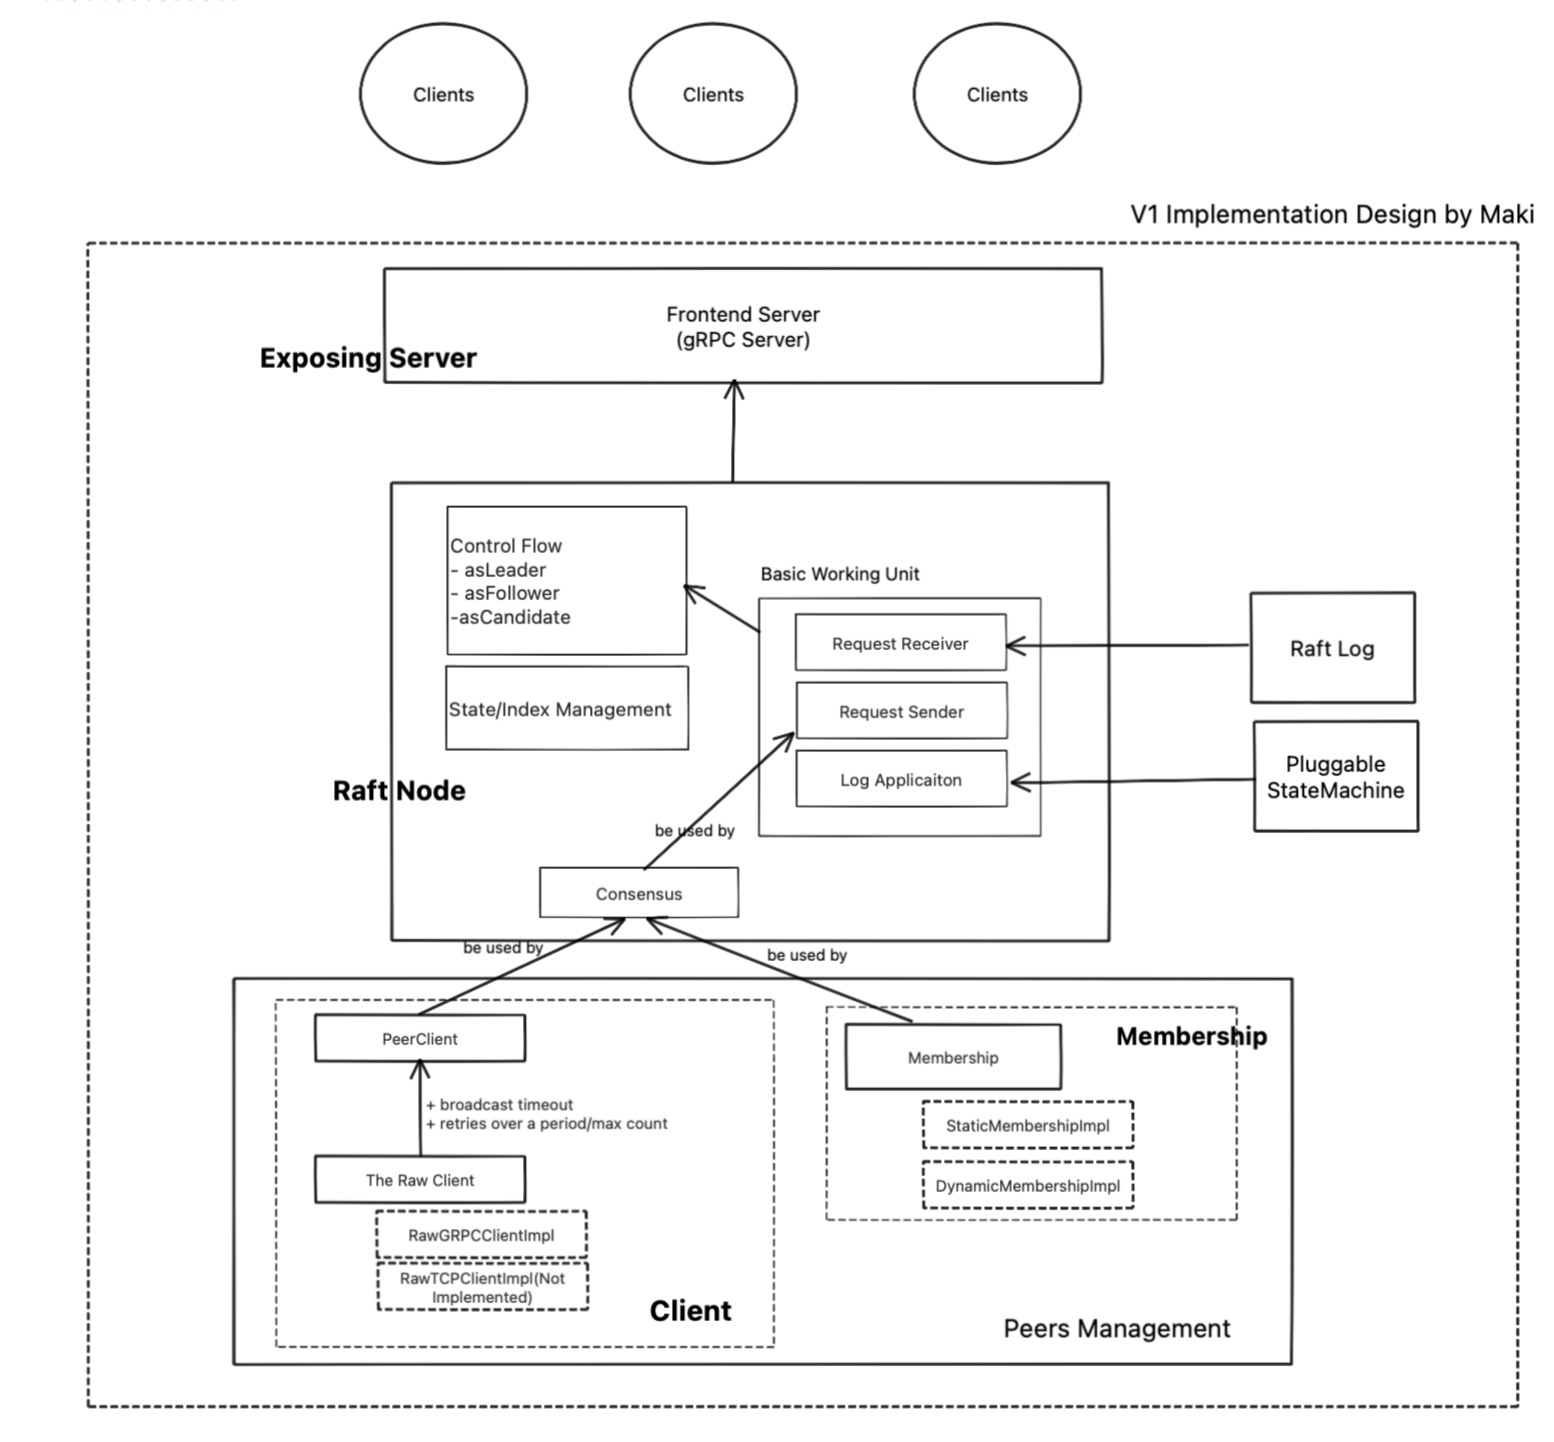 Clients
Clients
Clients
V1 Implementation Design by Maki
Frontend Server
(gRPC Server)
Exposing Server
Control Flow
- asLeader
- asFollower
-asCandidate
Basic Working Unit
Request Receiver
Raft Log
State/Index Management
Request Sender
Log Applicaiton
Pluggable
StateMachine
Raft Node
be used by
Consensus
be used by
be used by
PeerClient
Membership
Membership
+ broadcast timeout
+ retries over a period/max count
StaticMembershipImpl
The Raw Client
DynamicMembershipImpl
RawGRPCClientImpl
RawTCPClientImpl(Not
Implemented)
Client
Peers Management